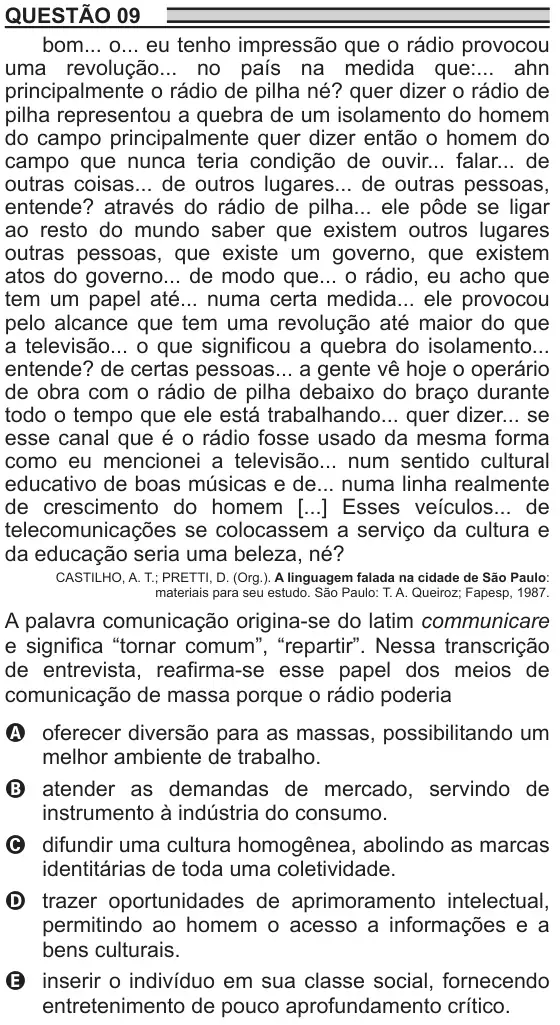 QUESTÃO 09
bom... o... eu tenho impressão que o rádio provocou
uma revolução... no país na medida que:... ahn
principalmente o rádio de pilha né? quer dizer o rádio de
pilha representou a quebra de um isolamento do homem
do campo principalmente quer dizer então o homem do
campo que nunca teria condição de ouvir... falar... de
outras coisas... de outros lugares... de outras pessoas,
entende? através do rádio de pilha... ele pôde se ligar
ao resto do mundo saber que existem outros lugares
outras pessoas, que existe um governo, que existem
atos do governo... de modo que... o rádio, eu acho que
tem um papel até... numa certa medida... ele provocou
pelo alcance que tem uma revolução até maior do que
a televisão... o que significou a quebra do isolamento...
entende? de certas pessoas... a gente vê hoje o operário
de obra com o rádio de pilha debaixo do braço durante
todo o tempo que ele está trabalhando... quer dizer... se
esse canal que é o rádio fosse usado da mesma forma
como eu mencionei a televisão... num sentido cultural
educativo de boas músicas e de... numa linha realmente
de crescimento do homem [...] Esses veículos... de
telecomunicações se colocassem a serviço da cultura e
da educação seria uma beleza, né?
CASTILHO, A. T.; PRETTI, D. (Org.). A linguagem falada na cidade de São Paulo:
materiais para seu estudo. São Paulo: T. A. Queiroz; Fapesp, 1987.
A palavra comunicação origina-se do latim communicare
e significa “tornar comum”, “repartir”. Nessa transcrição
de entrevista, reafirma-se esse papel dos meios de
comunicação de massa porque o rádio poderia
A oferecer diversão para as massas, possibilitando um
melhor ambiente de trabalho.
B atender as demandas de mercado, servindo de
instrumento à indústria do consumo.
C difundir uma cultura homogênea, abolindo as marcas
identitárias de toda uma coletividade.
D trazer oportunidades de aprimoramento intelectual,
permitindo ao homem o acesso a informações e a
bens culturais.
E inserir o indivíduo em sua classe social, fornecendo
entretenimento de pouco aprofundamento crítico.